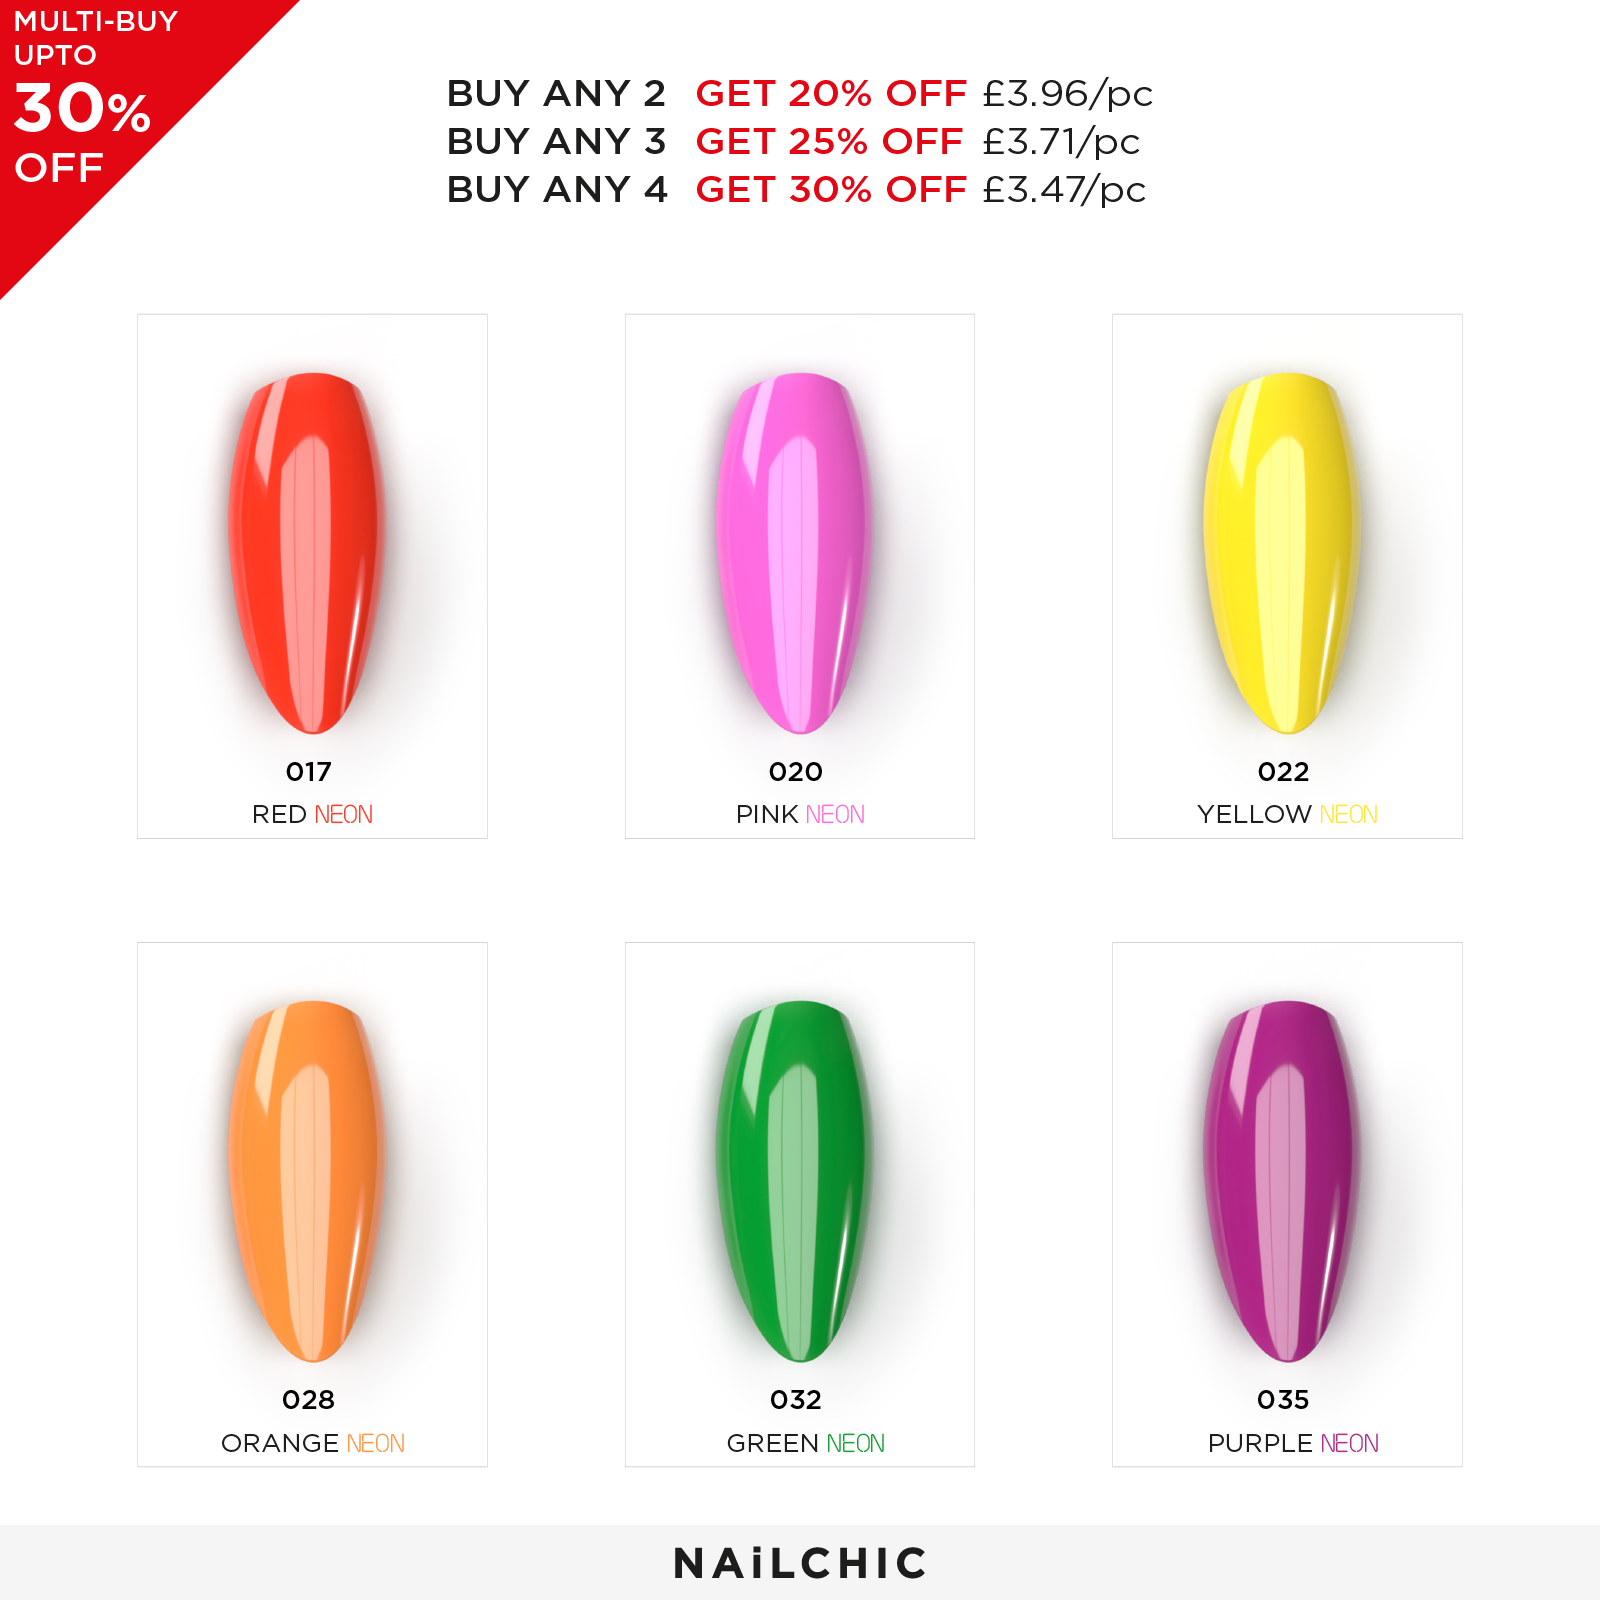 MULTI-BUY
UPTO
30%
OFF
BUY ANY 2 GET 20% OFF £3.96/pc
BUY ANY 3 GET 25% OFF £3.71/pc
BUY ANY 4 GET 30% OFF £3.47/pc
017
RED NEON
020
PINK NEON
022
YELLOW NEON
028
ORANGE NEON
032
GREEN NEON
035
PURPLE NEON
NAiLCHIC